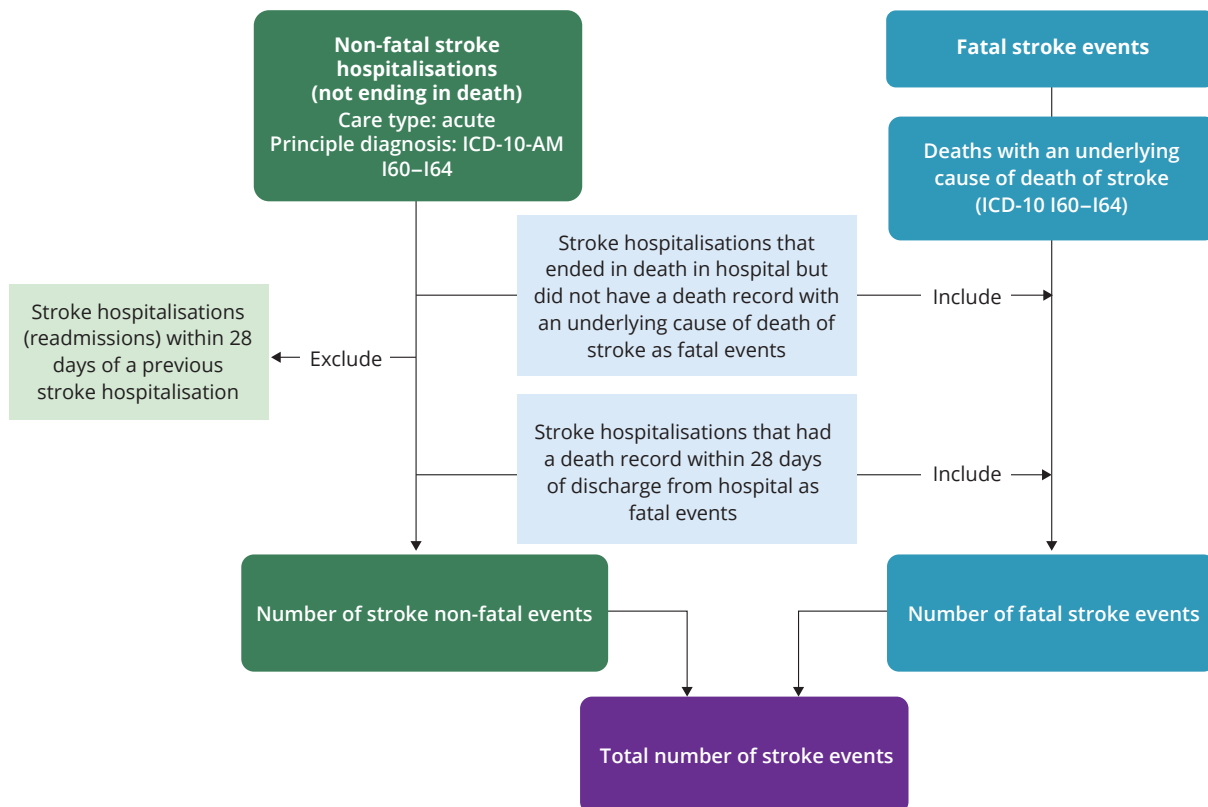 Non-fatal stroke
hospitalisations
(not ending in death)
Care type: acute
Principle diagnosis: ICD-10-AM
I60–I64
Fatal stroke events
Deaths with an underlying
cause of death of stroke
(ICD-10 I60–I64)
Stroke hospitalisations that
ended in death in hospital but
did not have a death record with
an underlying cause of death of
stroke as fatal events
Include
Stroke hospitalisations
(readmissions) within 28
days of a previous
stroke hospitalisation
Exclude
Stroke hospitalisations that had
a death record within 28 days
of discharge from hospital as
fatal events
Include
Number of stroke non-fatal events
Number of fatal stroke events
Total number of stroke events